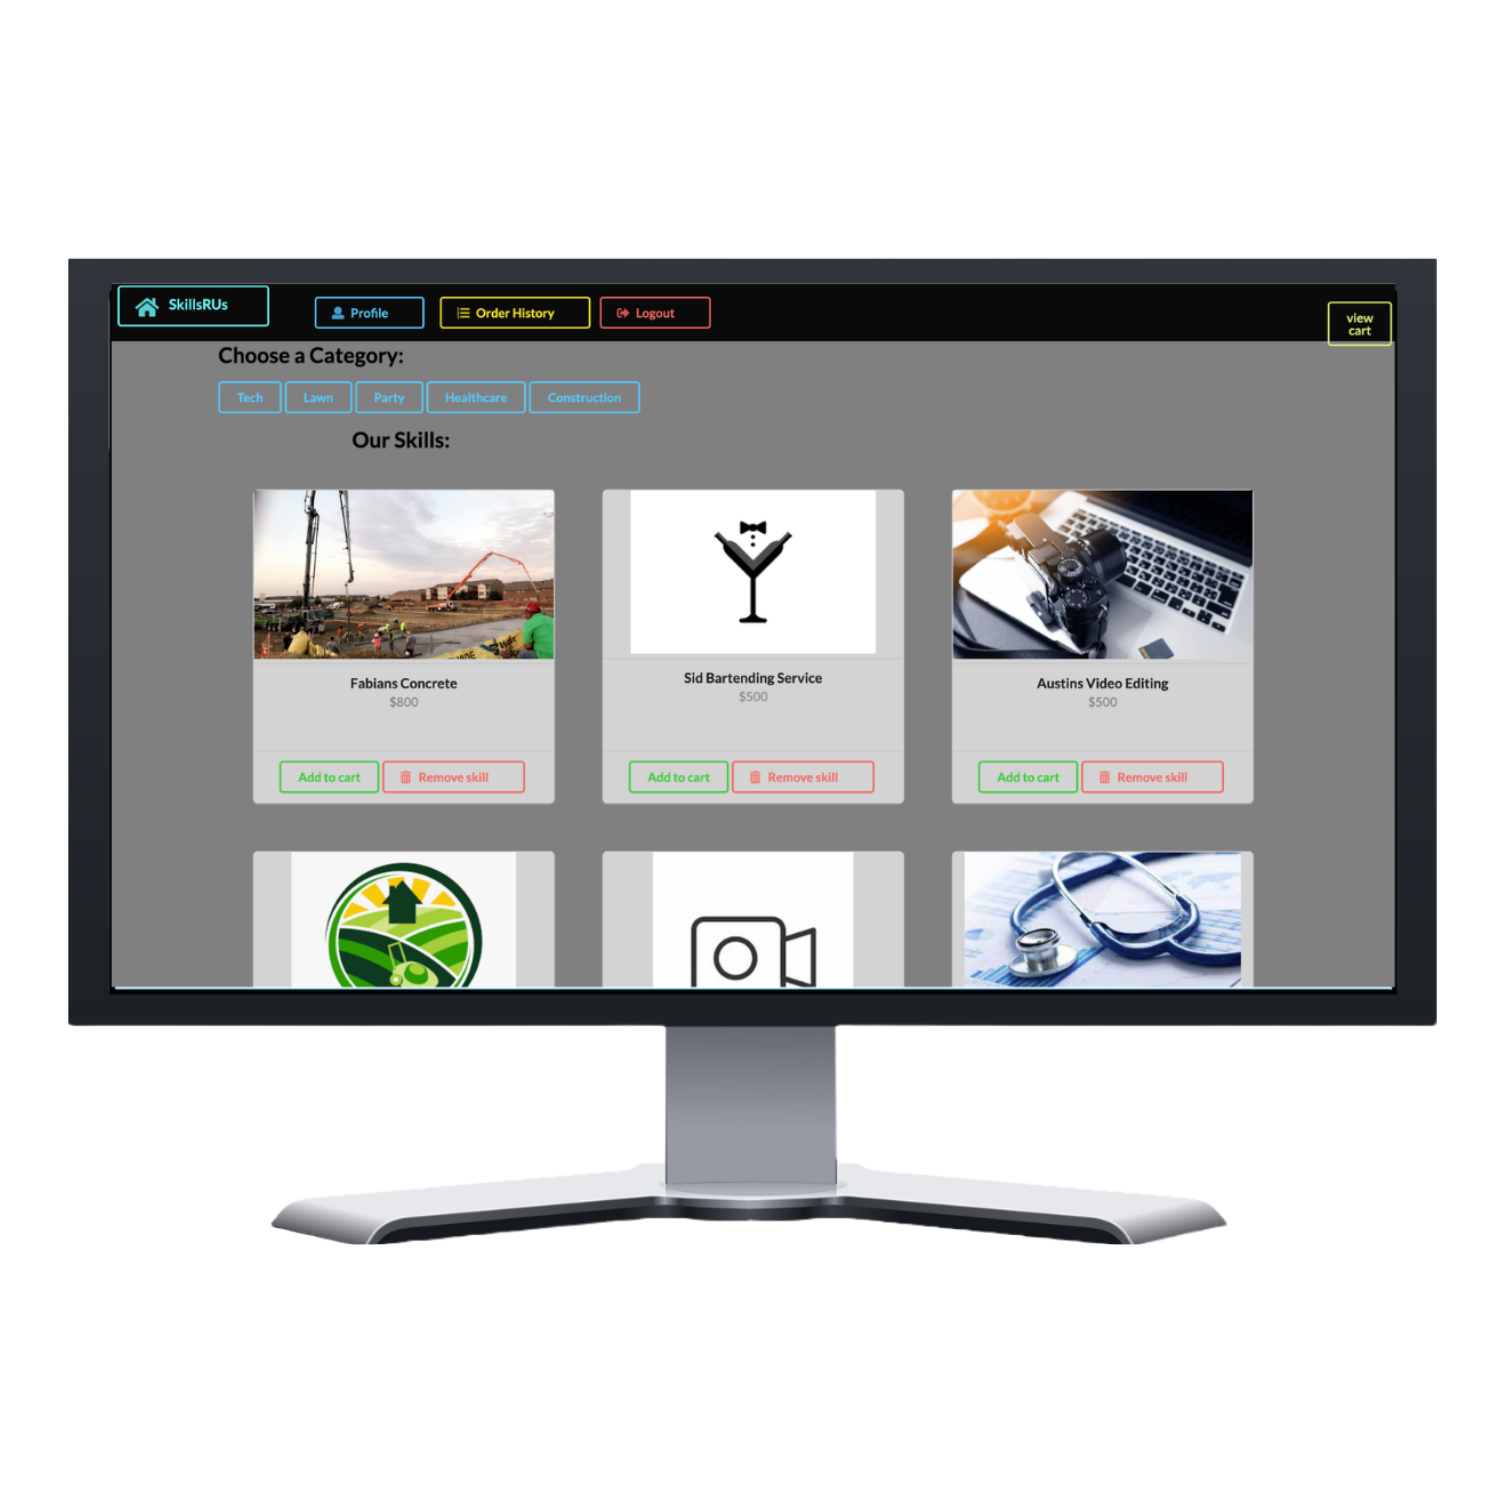 SkillsRUs
Profile
Order History
Logout
view
cart
Choose a Category:
Tech
Lawn
Party
Healthcare
Construction
Our Skills:
Fabians Concrete
$800
Add to cart
Remove skill
Sid Bartending Service
$500
Add to cart
Remove skill
Austins Video Editing
$500
Add to cart
Remove skill